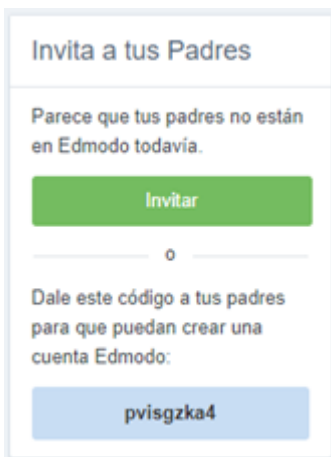 Invita a tus Padres
Parece que tus padres no están
en Edmodo todavía.
Invitar
o
Dale este código a tus padres
para que puedan crear una
cuenta Edmodo:
pvisgzka4